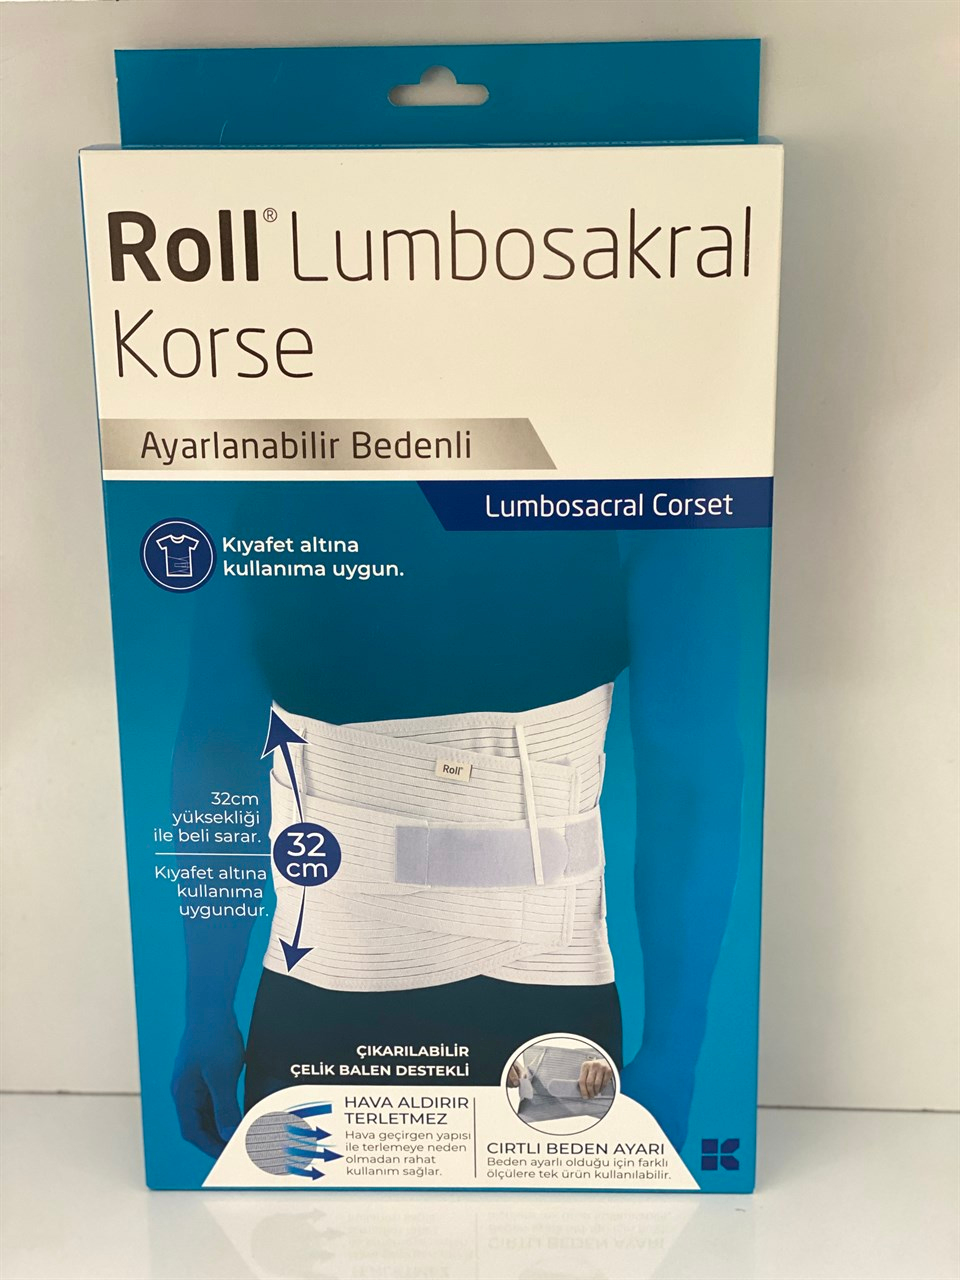 Roll® Lumbosakral
Korse
Ayarlanabilir Bedenli
Lumbosacral Corset
Kıyafet altına
kullanıma uygun.
Roll®
32cm
yüksekliği
ile beli sarar.
32
cm
Kıyafet altına
kullanıma
uygundur.
ÇIKARILABİLİR
ÇELİK BALEN DESTEKLİ
HAVA ALDIRIR
TERLETMEZ
Hava geçirgen yapısı
ile terlemeye neden
olmadan rahat
kullanım sağlar.
CIRTLI BEDEN AYARI
Beden ayarlı olduğu için farklı
ölçülere tek ürün kullanılabilir.